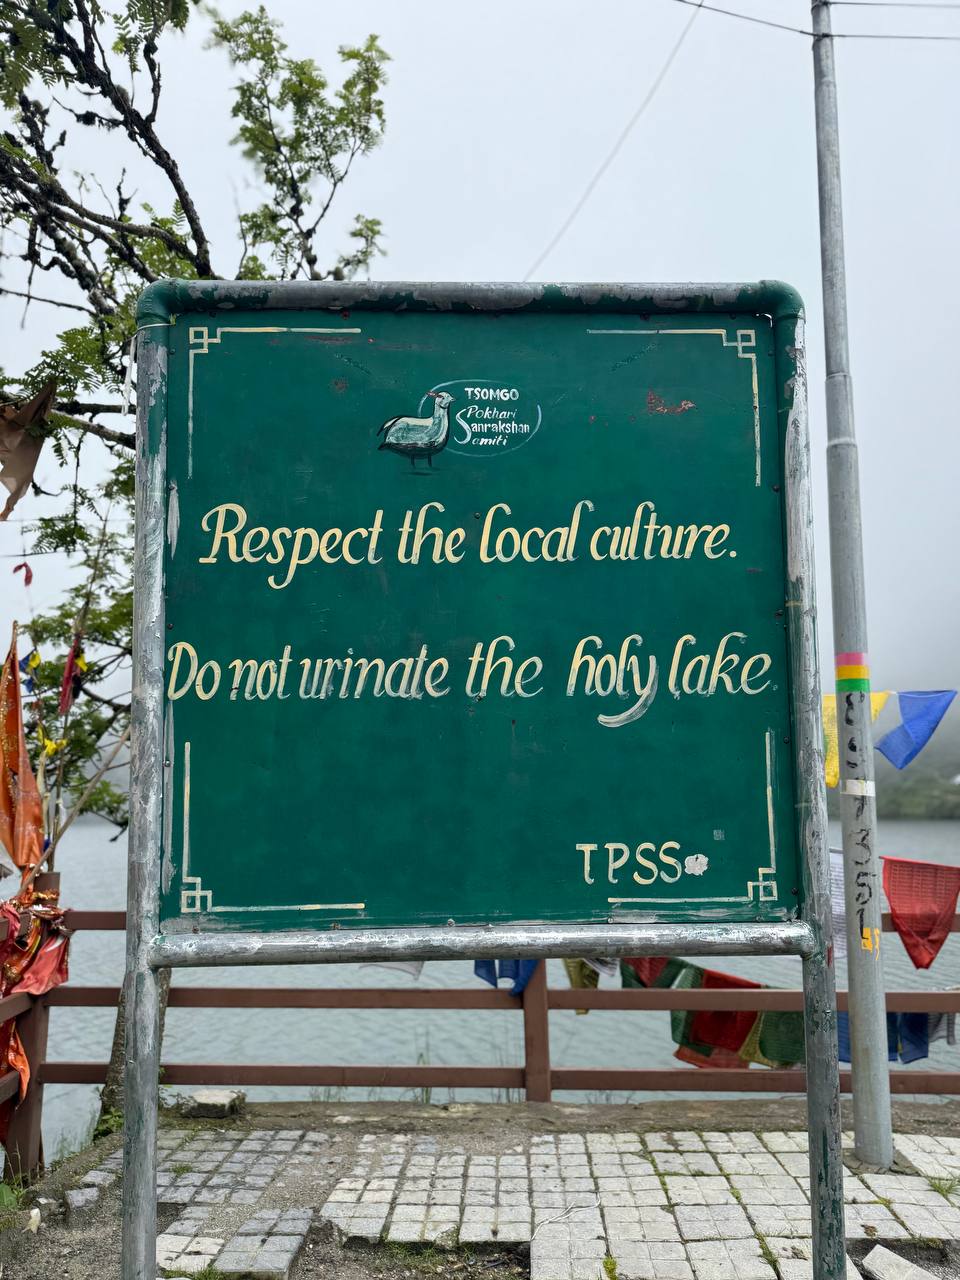 TSOMGO
Pokhari
Sanrakshan
Samiti
Respect the local culture.
Do not urinate the holy lake
TPSS